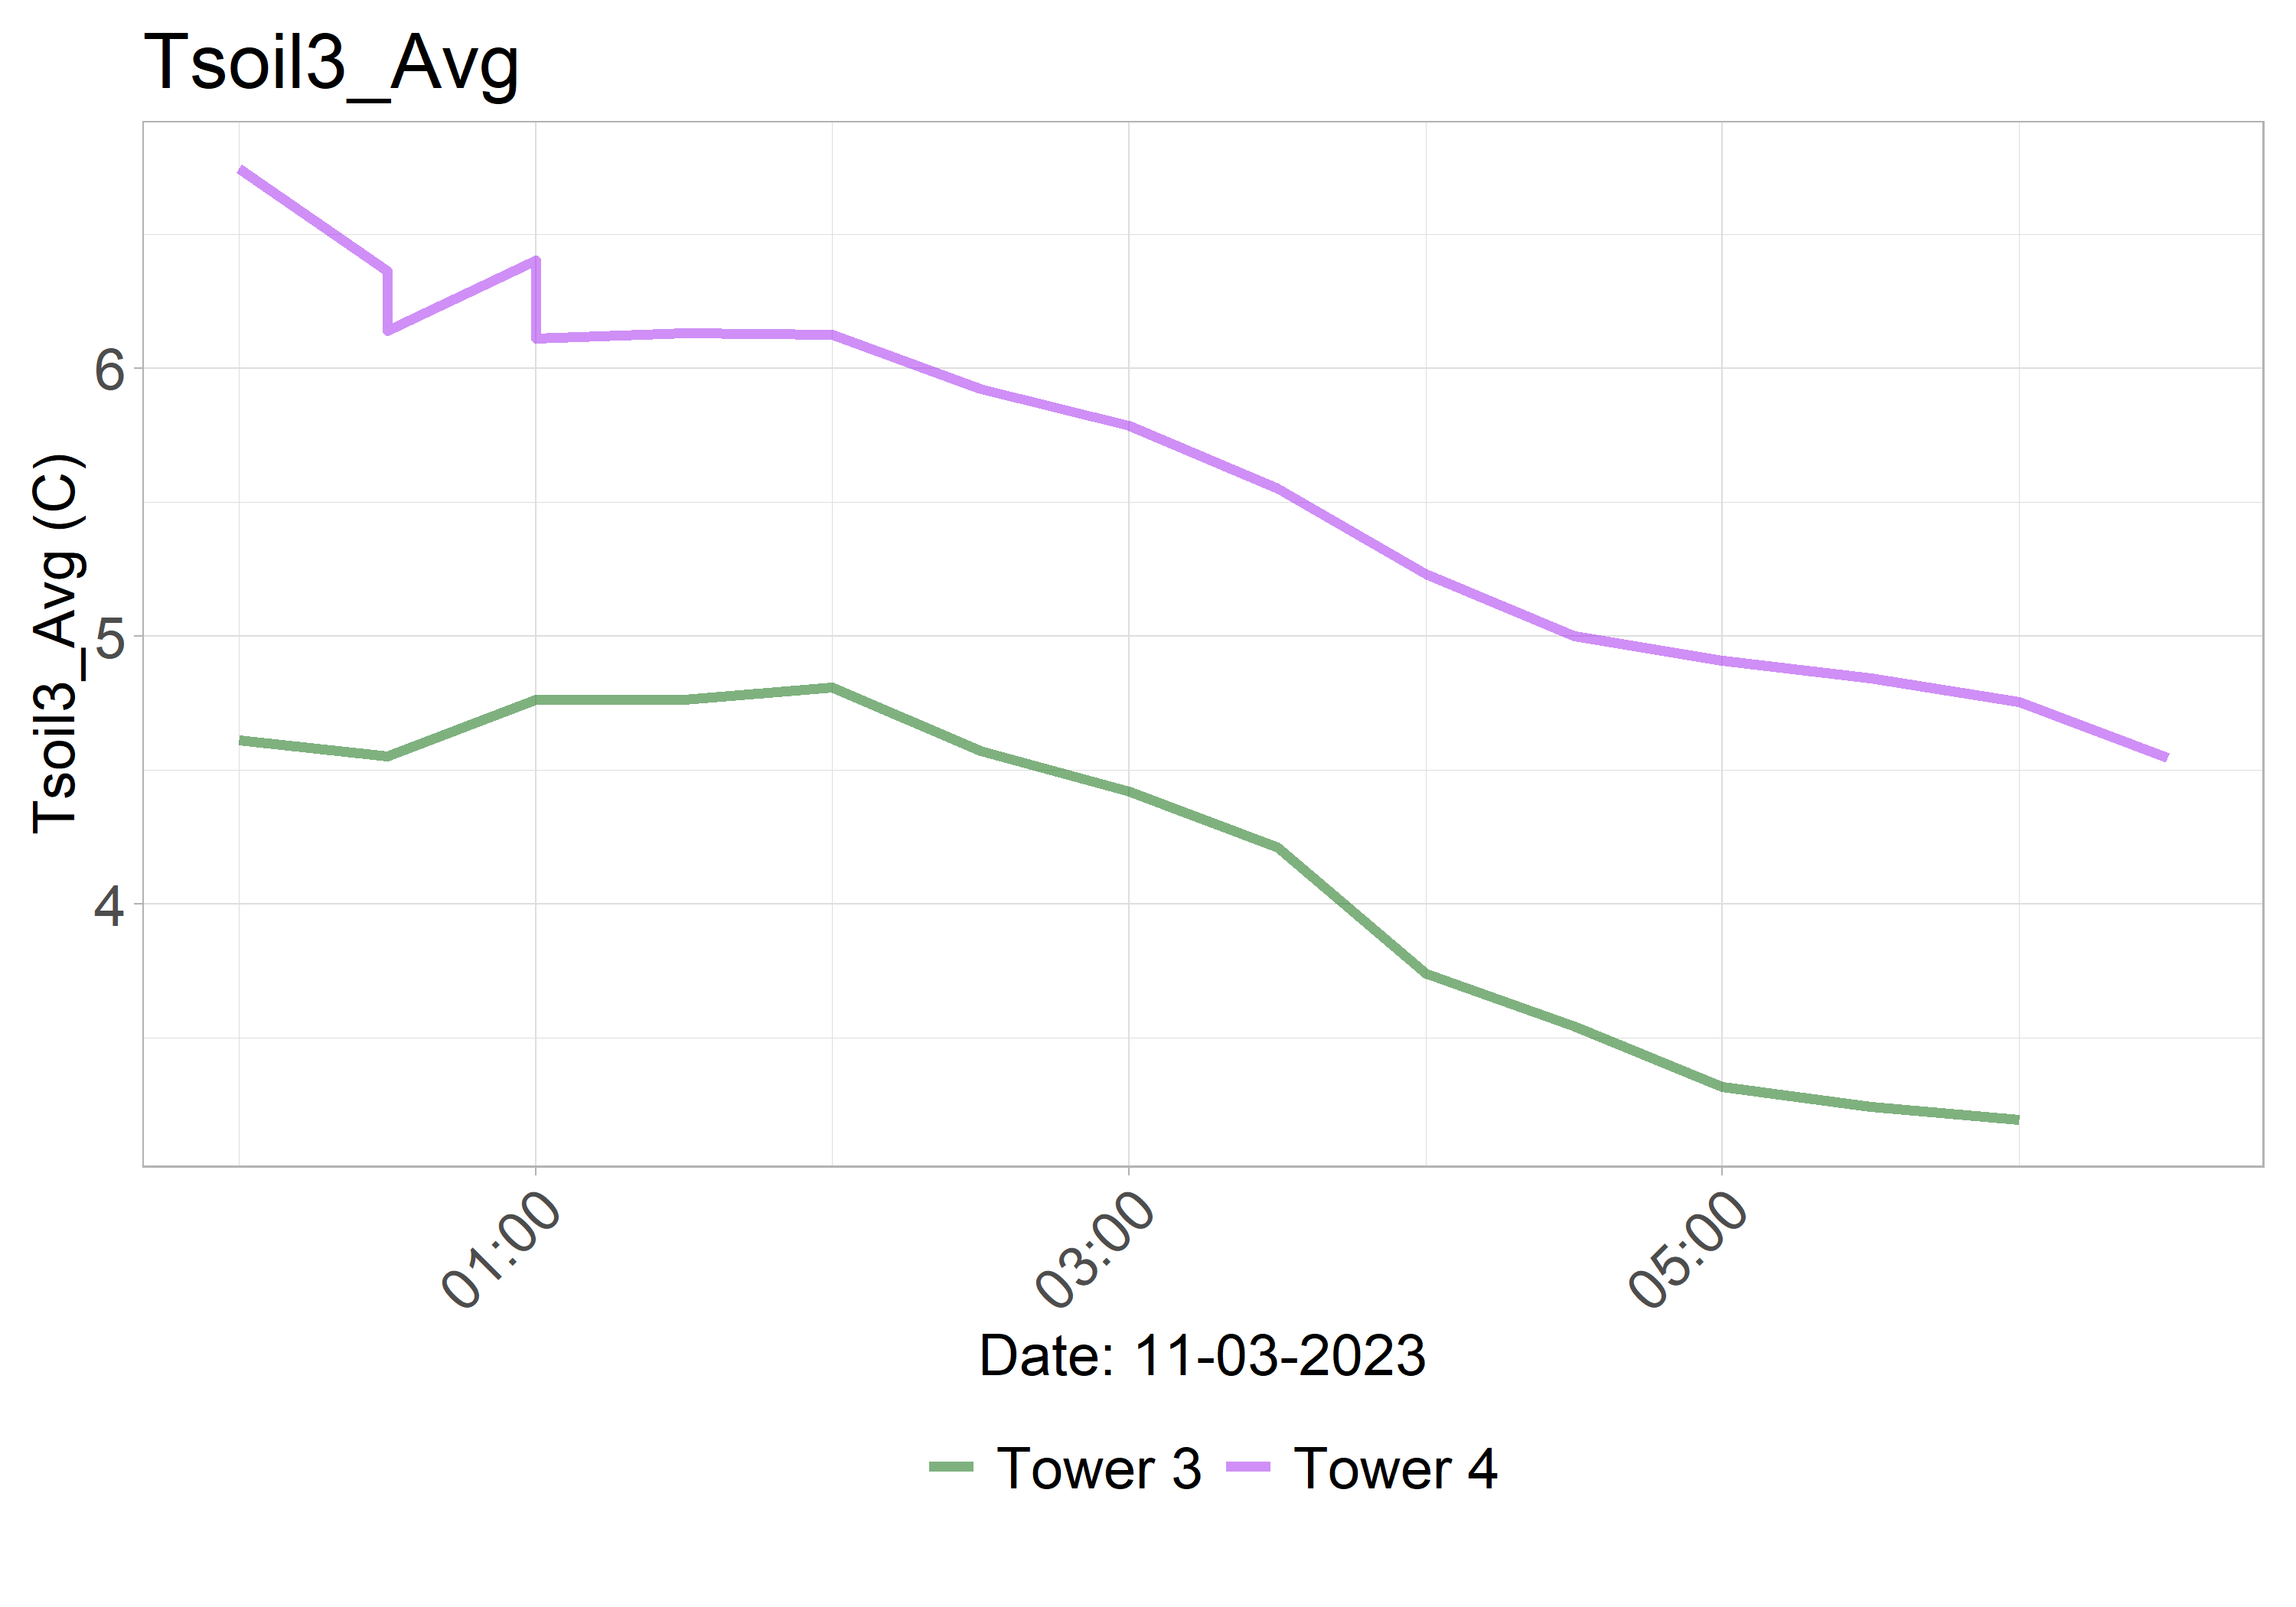 Tsoil3_Avg
Tsoil3_Avg (C)
6
5
4
01:00
03:00
05:00
Date: 11-03-2023
Tower 3
Tower 4